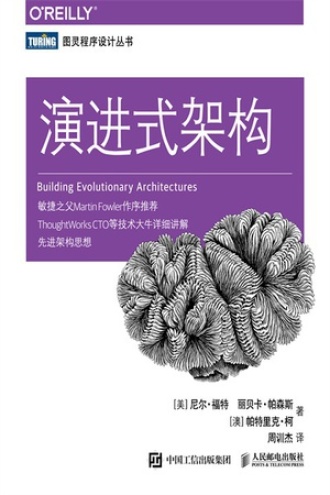 O'REILLY®
TURING 图灵程序设计丛书
演进式架构
Building Evolutionary Architectures
敏捷之父Martin Fowler作序推荐
ThoughtWorks CTO等技术大牛详细讲解
先进架构思想
[美] 尼尔·福特 丽贝卡·帕森斯
[澳] 帕特里克·柯 著
周训杰 译
中国工信出版集团 人民邮电出版社